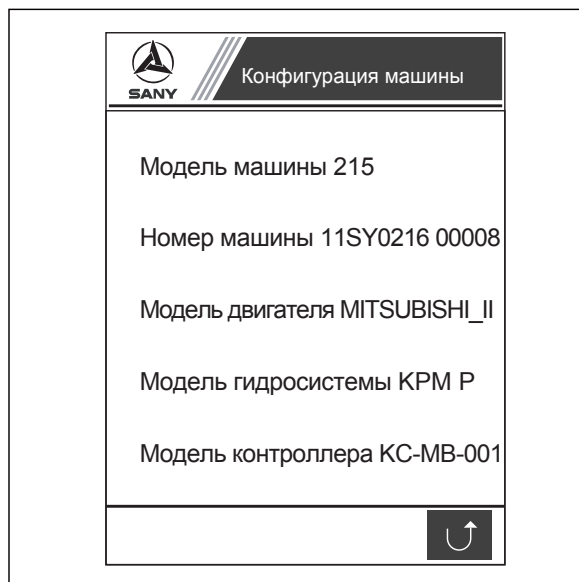 SANY
Конфигурация машины
Модель машины 215
Номер машины 11SY0216 00008
Модель двигателя MITSUBISHI_II
Модель гидросистемы KPM P
Модель контроллера KC-MB-001